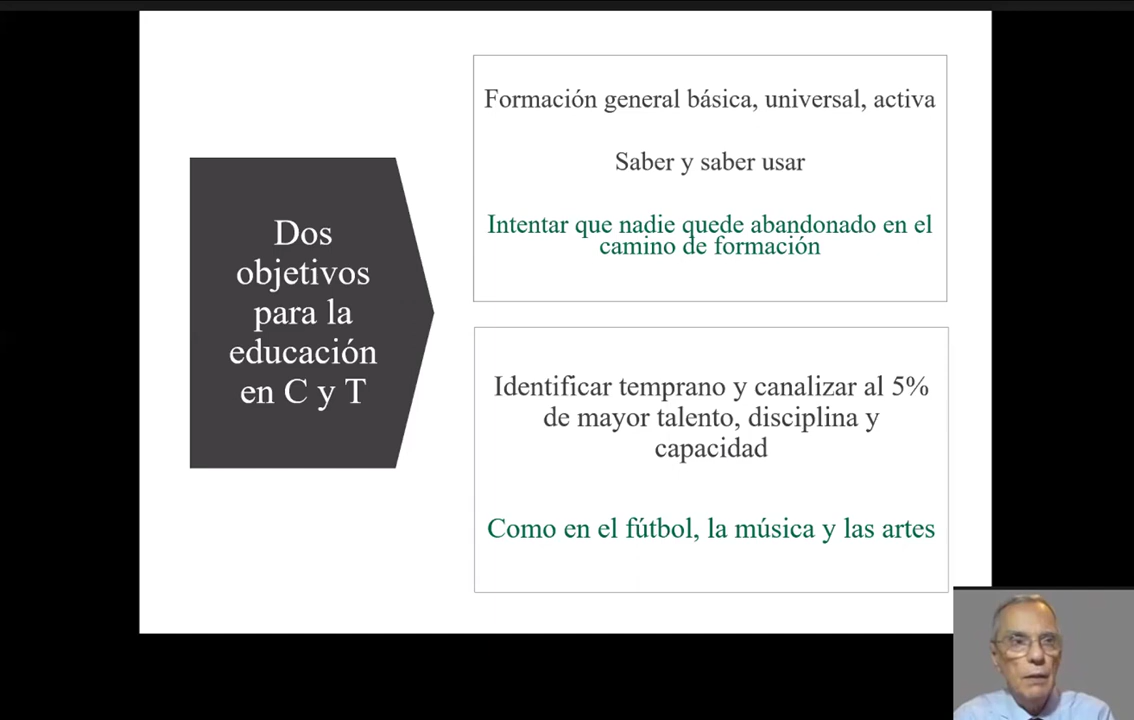 Dos
objetivos
para la
educación
en C y T
Formación general básica, universal, activa
Saber y saber usar
Intentar que nadie quede abandonado en el
camino de formación
Identificar temprano y canalizar al 5%
de mayor talento, disciplina y
capacidad
Como en el fútbol, la música y las artes